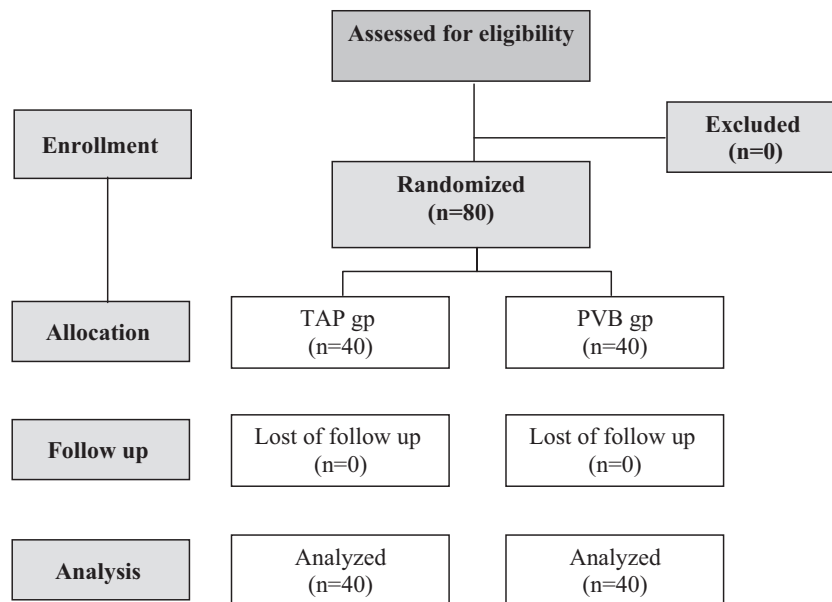 Assessed for eligibility
Enrollment
Excluded
(n=0)
Randomized
(n=80)
Allocation
TAP gp
(n=40)
PVB gp
(n=40)
Follow up
Lost of follow up
(n=0)
Lost of follow up
(n=0)
Analysis
Analyzed
(n=40)
Analyzed
(n=40)